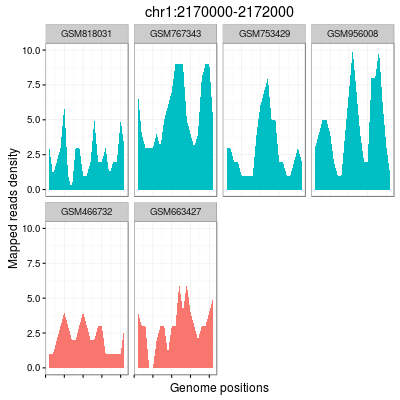 chr1:2170000-2172000
GSM818031 GSM767343 GSM753429 GSM956008
10.0
7.5
5.0
2.5
0.0
GSM466732 GSM663427
10.0
7.5
5.0
2.5
0.0
Mapped reads density
Genome positions